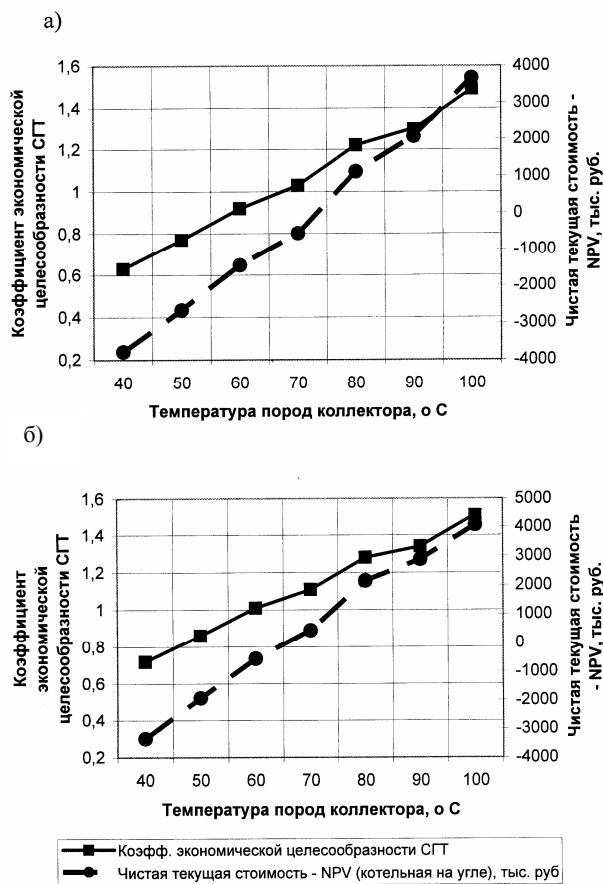 а)
Коэффициент экономической
целесообразности СГТ
1,6
1,4
1,2
1
0,8
0,6
0,4
0,2
4000
3000
2000
1000
0
-1000
-2000
-3000
-4000
Чистая текущая стоимость -
NPV, тыс. руб.
40 50 60 70 80 90 100
Температура пород коллектора, о С
б)
Коэффициент
экономической
целесообразности СГТ
1,6
1,4
1,2
1
0,8
0,6
0,4
0,2
5000
4000
3000
2000
1000
0
-1000
-2000
-3000
-4000
Чистая текущая стоимость
- NPV, тыс. руб.
40 50 60 70 80 90 100
Температура пород коллектора, о С
Коэфф. экономической целесообразности СГТ
Чистая текущая стоимость - NPV (котельная на угле), тыс. руб